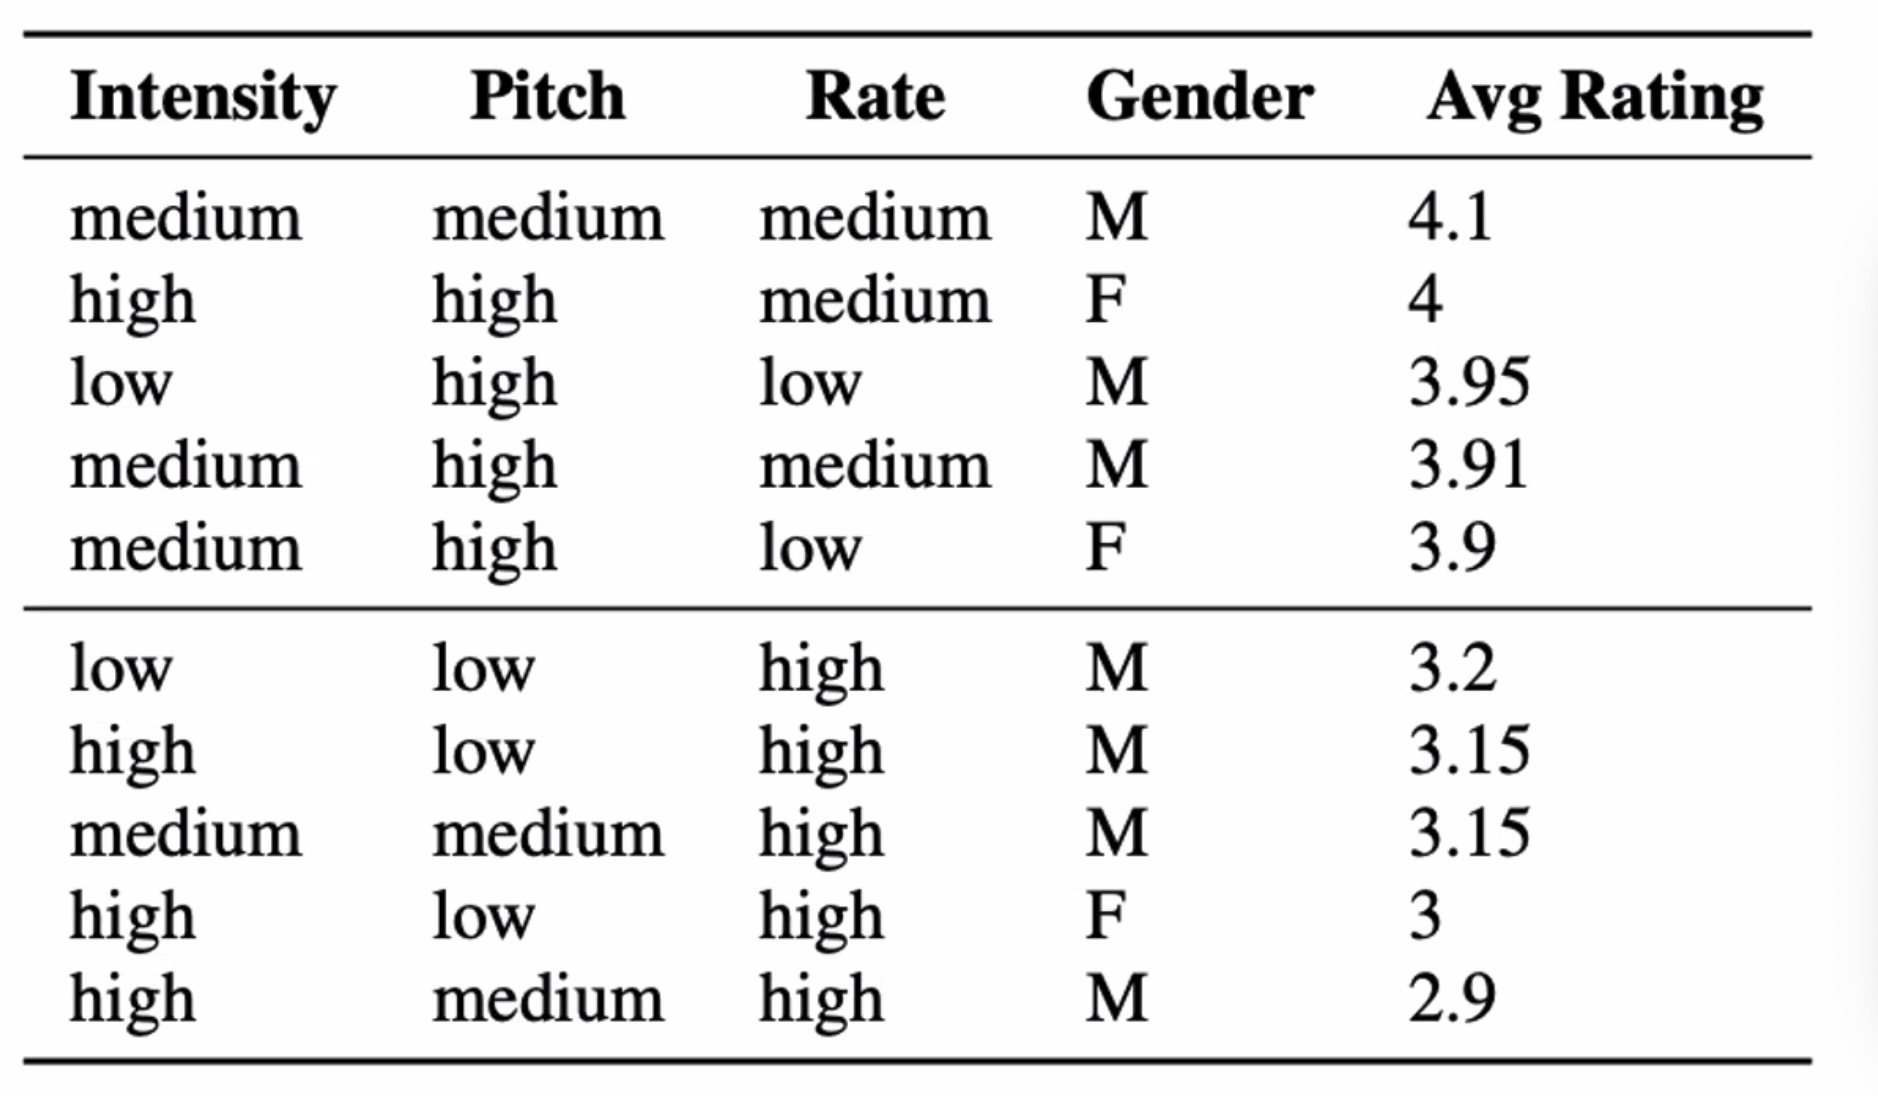 Intensity Pitch Rate Gender Avg Rating
medium medium medium M 4.1
high high medium F 4
low high low M 3.95
medium high medium M 3.91
medium high low F 3.9
low low high M 3.2
high low high M 3.15
medium medium high M 3.15
high low high F 3
high medium high M 2.9